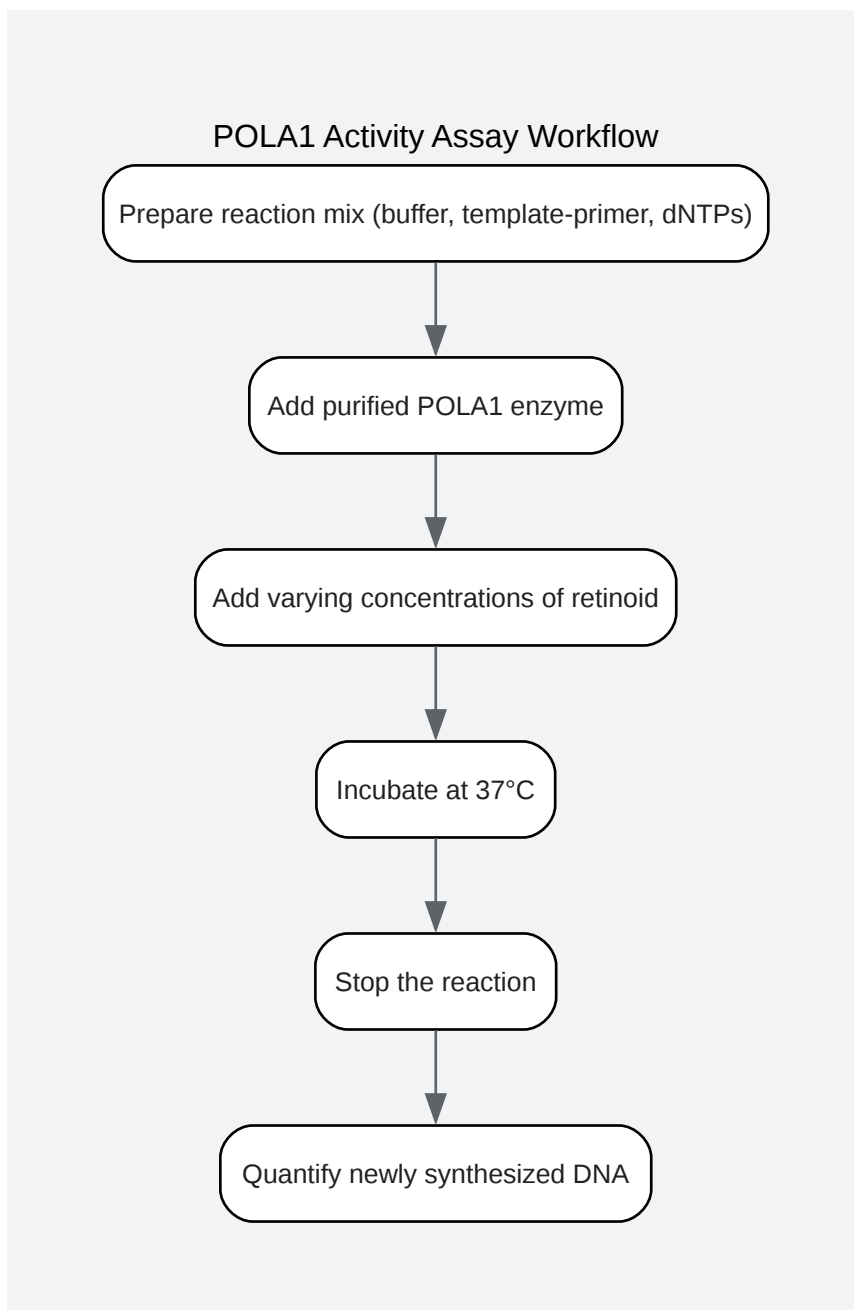 POLA1 Activity Assay Workflow
Prepare reaction mix (buffer, template-primer, dNTPs)
Add purified POLA1 enzyme
Add varying concentrations of retinoid
Incubate at 37°C
Stop the reaction
Quantify newly synthesized DNA